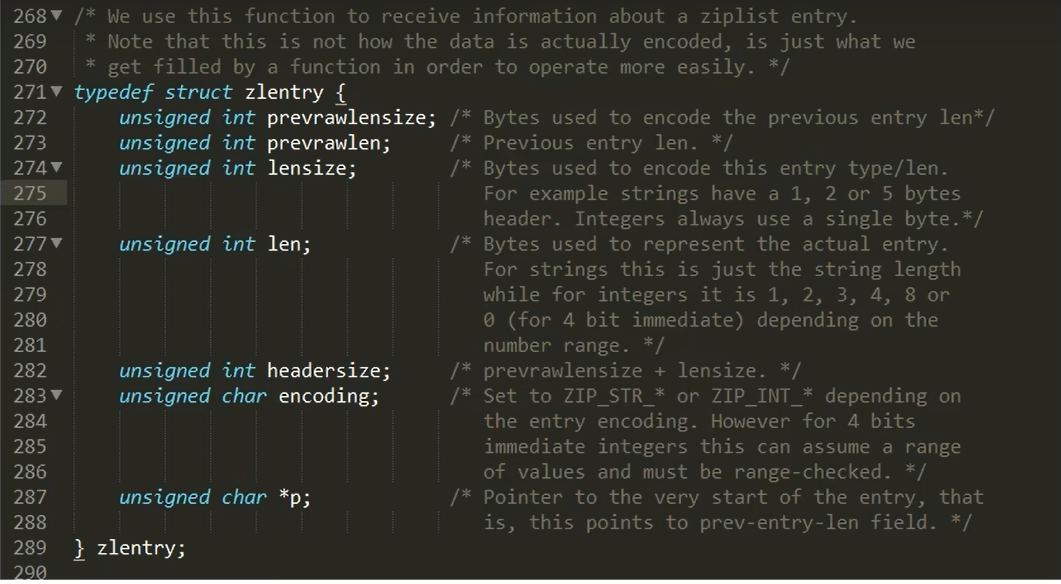 268 /* We use this function to receive information about a ziplist entry.
269  * Note that this is not how the data is actually encoded, is just what we
270  * get filled by a function in order to operate more easily. */
271 typedef struct zlentry {
272     unsigned int prevrawlensize; /* Bytes used to encode the previous entry len*/
273     unsigned int prevrawlen;     /* Previous entry len. */
274     unsigned int lensize;        /* Bytes used to encode this entry type/len.
275                                     For example strings have a 1, 2 or 5 bytes
276                                     header. Integers always use a single byte.*/
277     unsigned int len;            /* Bytes used to represent the actual entry.
278                                     For strings this is just the string length
279                                     while for integers it is 1, 2, 3, 4, 8 or
280                                     0 (for 4 bit immediate) depending on the
281                                     number range. */
282     unsigned int headersize;     /* prevrawlensize + lensize. */
283     unsigned char encoding;      /* Set to ZIP_STR_* or ZIP_INT_* depending on
284                                     the entry encoding. However for 4 bits
285                                     immediate integers this can assume a range
286                                     of values and must be range-checked. */
287     unsigned char *p;            /* Pointer to the very start of the entry, that
288                                     is, this points to prev-entry-len field. */
289 } zlentry;
290